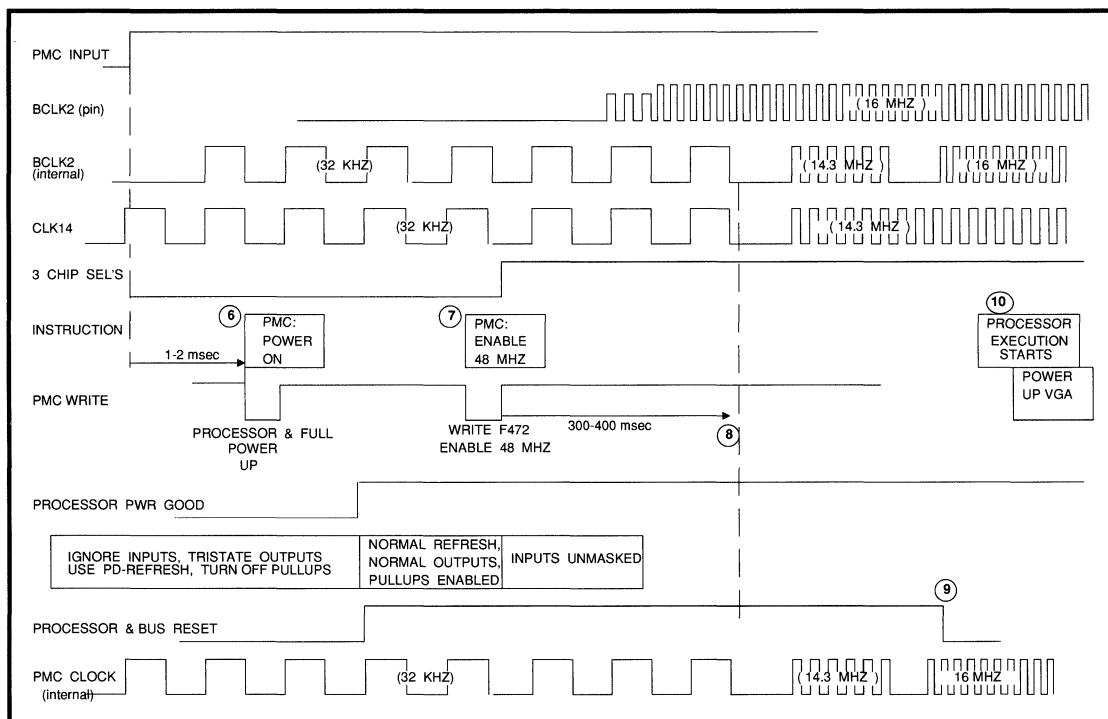 PMC INPUT
BCLK2 (pin)
( 16 MHZ )
BCLK2
(internal)
(32 KHZ)
( 14.3 MHZ )
( 16 MHZ )
CLK14
(32 KHZ)
( 14.3 MHZ )
3 CHIP SEL'S
INSTRUCTION
6
PMC:
POWER
ON
7
PMC:
ENABLE
48 MHZ
10
PROCESSOR
EXECUTION
STARTS
1-2 msec
POWER
UP VGA
PMC WRITE
PROCESSOR & FULL
POWER
UP
WRITE F472
ENABLE 48 MHZ
300-400 msec
8
PROCESSOR PWR GOOD
IGNORE INPUTS, TRISTATE OUTPUTS
USE PD-REFRESH, TURN OFF PULLUPS
NORMAL REFRESH,
NORMAL OUTPUTS,
PULLUPS ENABLED
INPUTS UNMASKED
9
PROCESSOR & BUS RESET
PMC CLOCK
(internal)
(32 KHZ)
( 14.3 MHZ )
16 MHZ